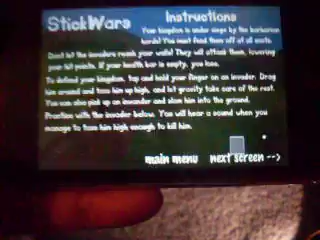 StickWars
Instructions
Your kingdom is under siege by the barbarian
hords! You must fend them off at all costs.
Dont let the invaders reach your walls! They will attack them, lowering
your hit points. If your health bar is empty, you lose.
To defend your kingdom, tap and hold your finger on an invader. Drag
him around and toss him up high, and let gravity take care of the rest.
You can also pick up an invander and slam him into the ground.
Practice with the invader below. You will hear a sound when you
manage to toss him high enough to kill him.
main menu next screen -->